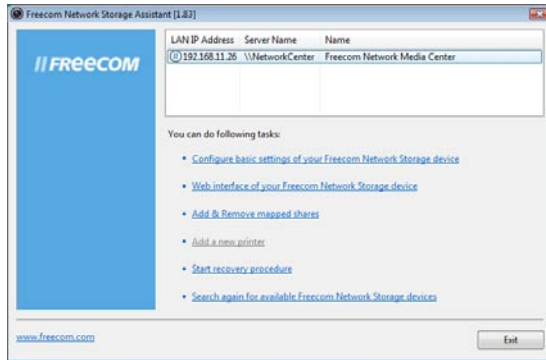 Freecom Network Storage Assistant [1.83]
FREECOM
LAN IP Address Server Name Name
192.168.11.26 \\NetworkCenter Freecom Network Media Center
You can do following tasks:
• Configure basic settings of your Freecom Network Storage device
• Web interface of your Freecom Network Storage device
• Add & Remove mapped shares
• Add a new printer
• Start recovery procedure
• Search again for available Freecom Network Storage devices
www.freecom.com
Exit